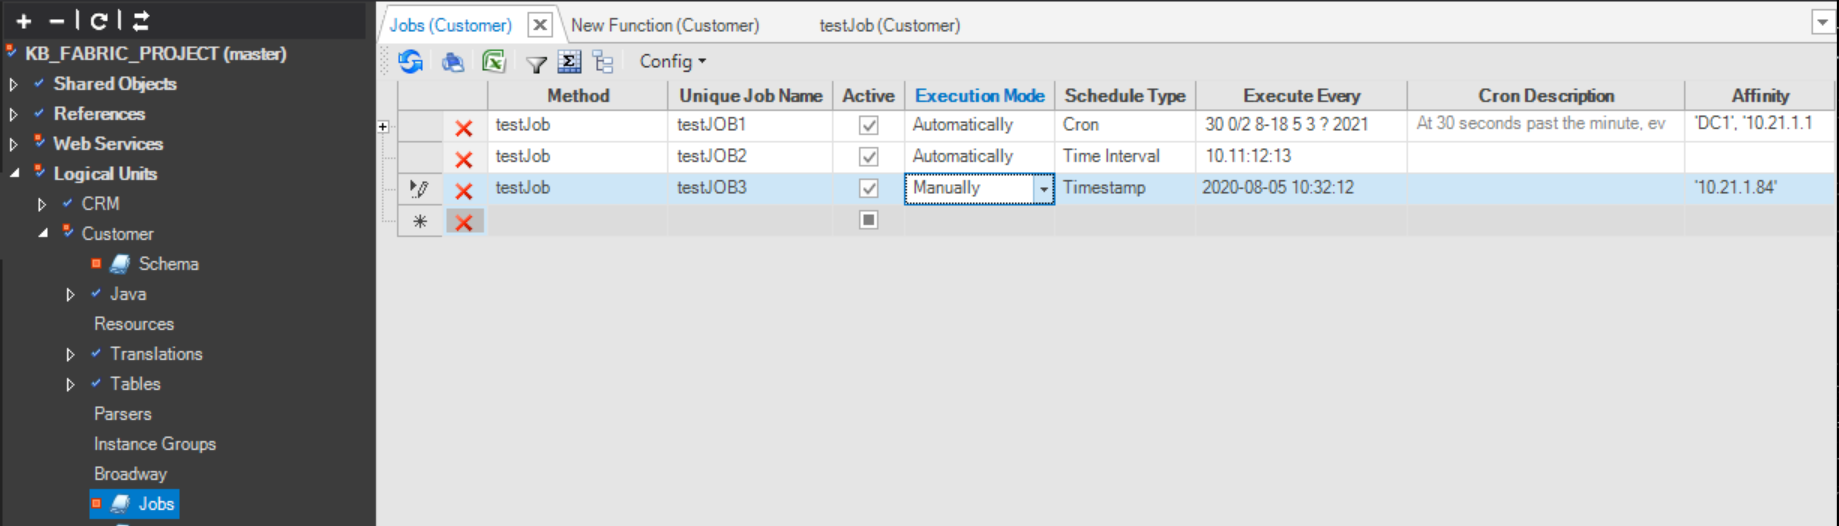 KB_FABRIC_PROJECT (master)
Shared Objects
References
Web Services
Logical Units
CRM
Customer
Schema
Java
Resources
Translations
Tables
Parsers
Instance Groups
Broadway
Jobs
Jobs (Customer) New Function (Customer) testJob (Customer)
Config
Method Unique Job Name Active Execution Mode Schedule Type Execute Every Cron Description Affinity
testJob testJOB1 Automatically Cron 30 0/2 8-18 5 3 ? 2021 At 30 seconds past the minute, ev 'DC1', '10.21.1.1
testJob testJOB2 Automatically Time Interval 10.11:12:13
testJob testJOB3 Manually Timestamp 2020-08-05 10:32:12 '10.21.1.84'